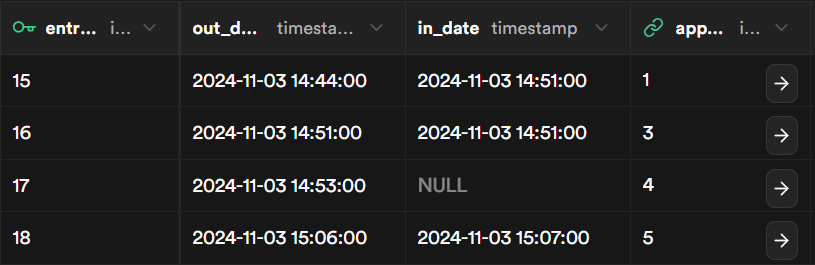 entr... i... out_d... timesta... in_date timestamp app... i...
15 2024-11-03 14:44:00 2024-11-03 14:51:00 1
16 2024-11-03 14:51:00 2024-11-03 14:51:00 3
17 2024-11-03 14:53:00 NULL 4
18 2024-11-03 15:06:00 2024-11-03 15:07:00 5